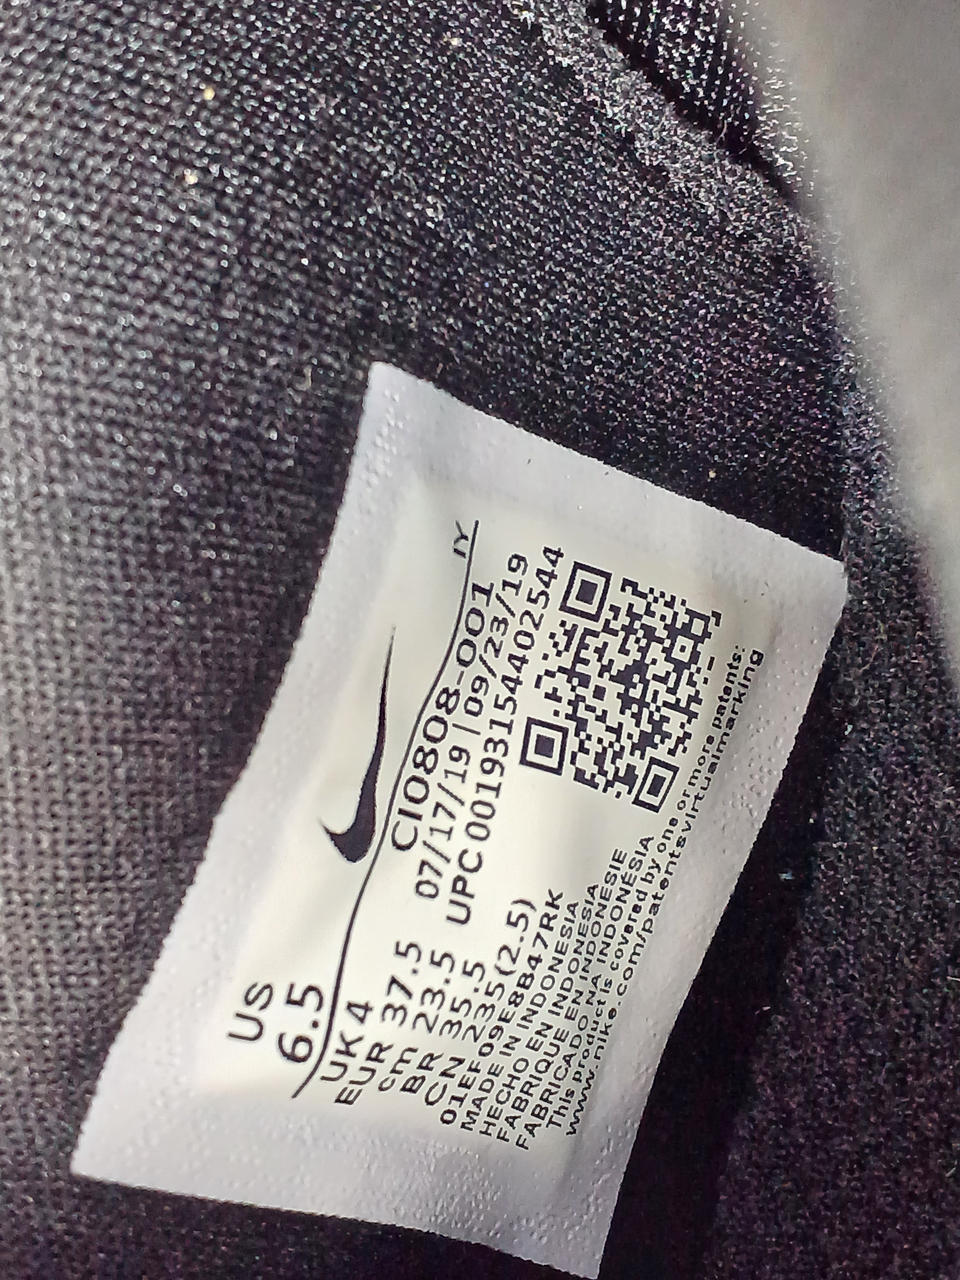 US
6.5
IY
UK 4
EUR 37.5
cm 23.5
BR 35.5
CN 235(2.5)
CI0808-001
07/17/19 | 09/23/19
UPC 00193154402544
01EF09E8B47RK
MADE IN INDONESIA
HECHO EN INDONESIA
FABRIQUE EN INDONESIE
FABRICADO NA INDONÉSIA
This product is covered by one or more patents:
www.nike.com/patentsvirtualmarking